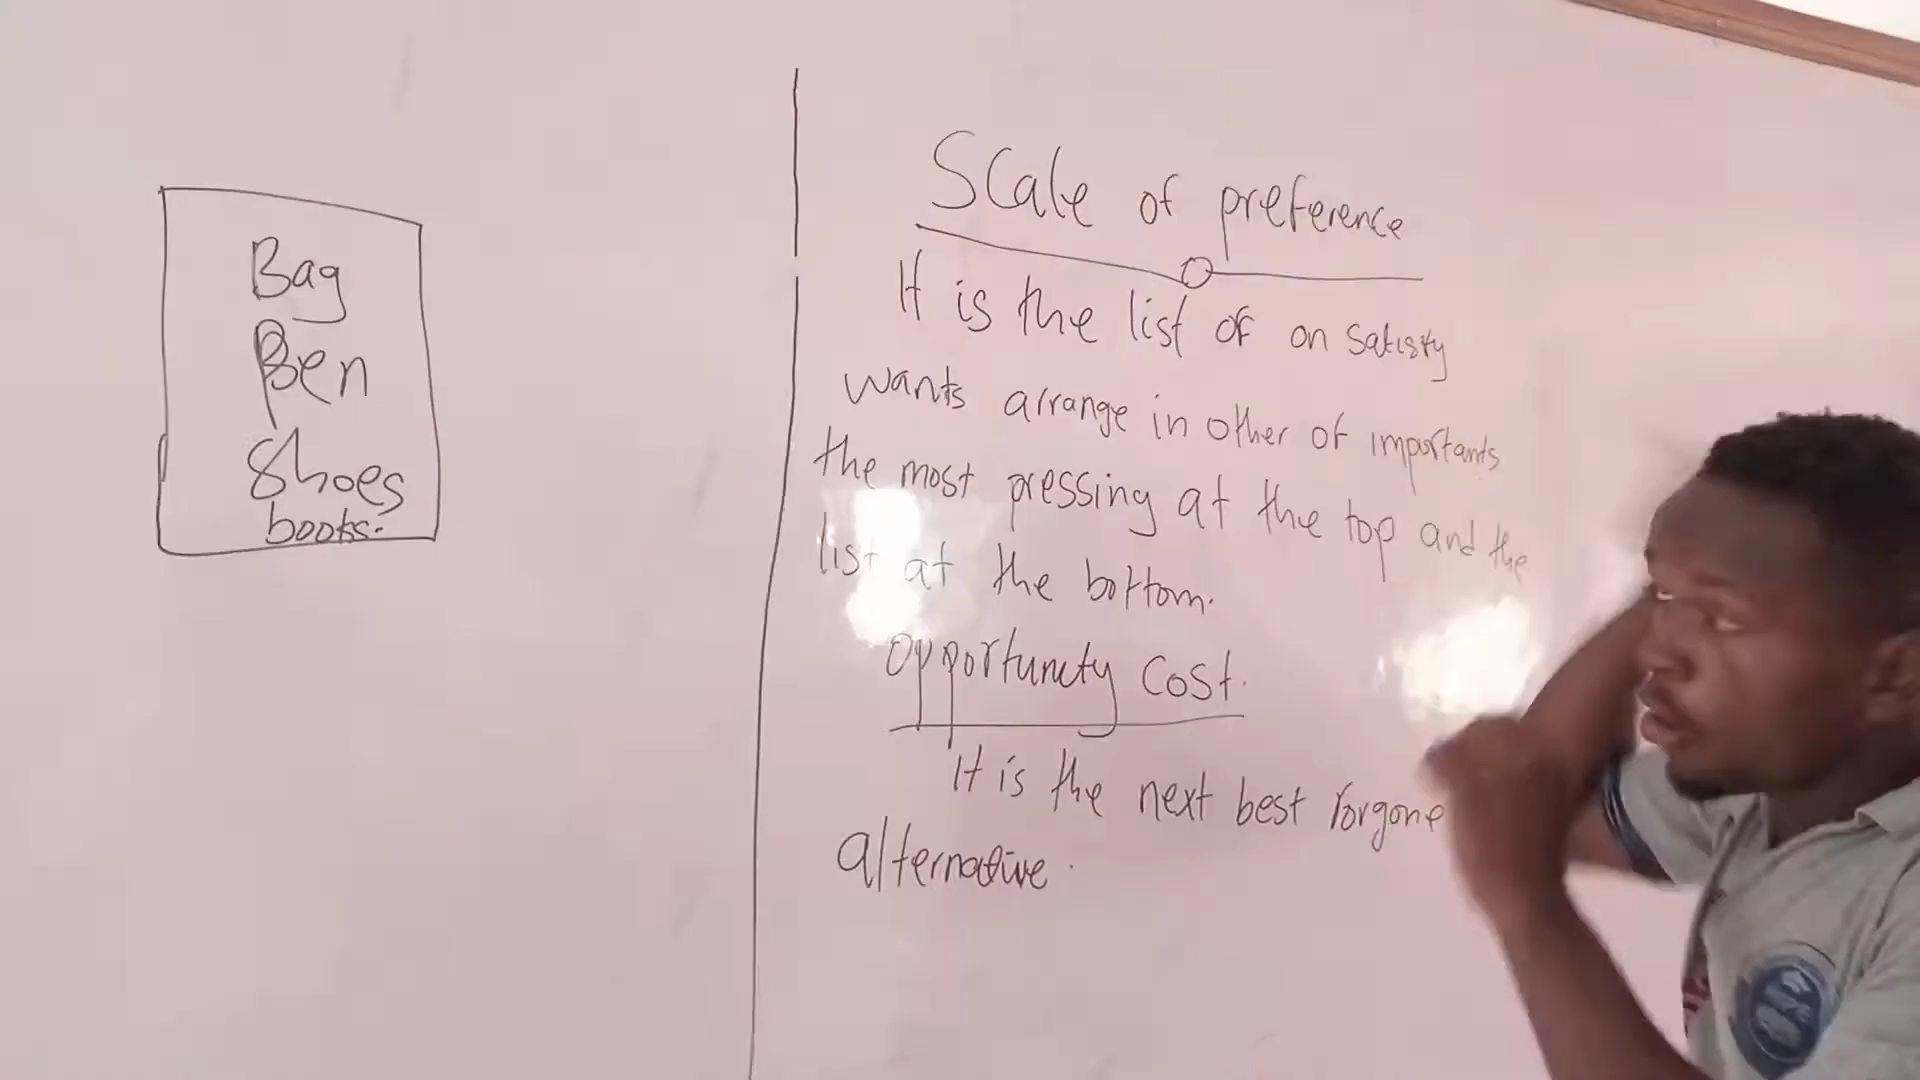 Bag
Pen
Shoes
books.
Scale of preference
It is the list of on satisfy
wants arrange in other of importants
the most pressing at the top and the
list at the bottom.
opportunity cost.
It is the next best forgone
alternative.